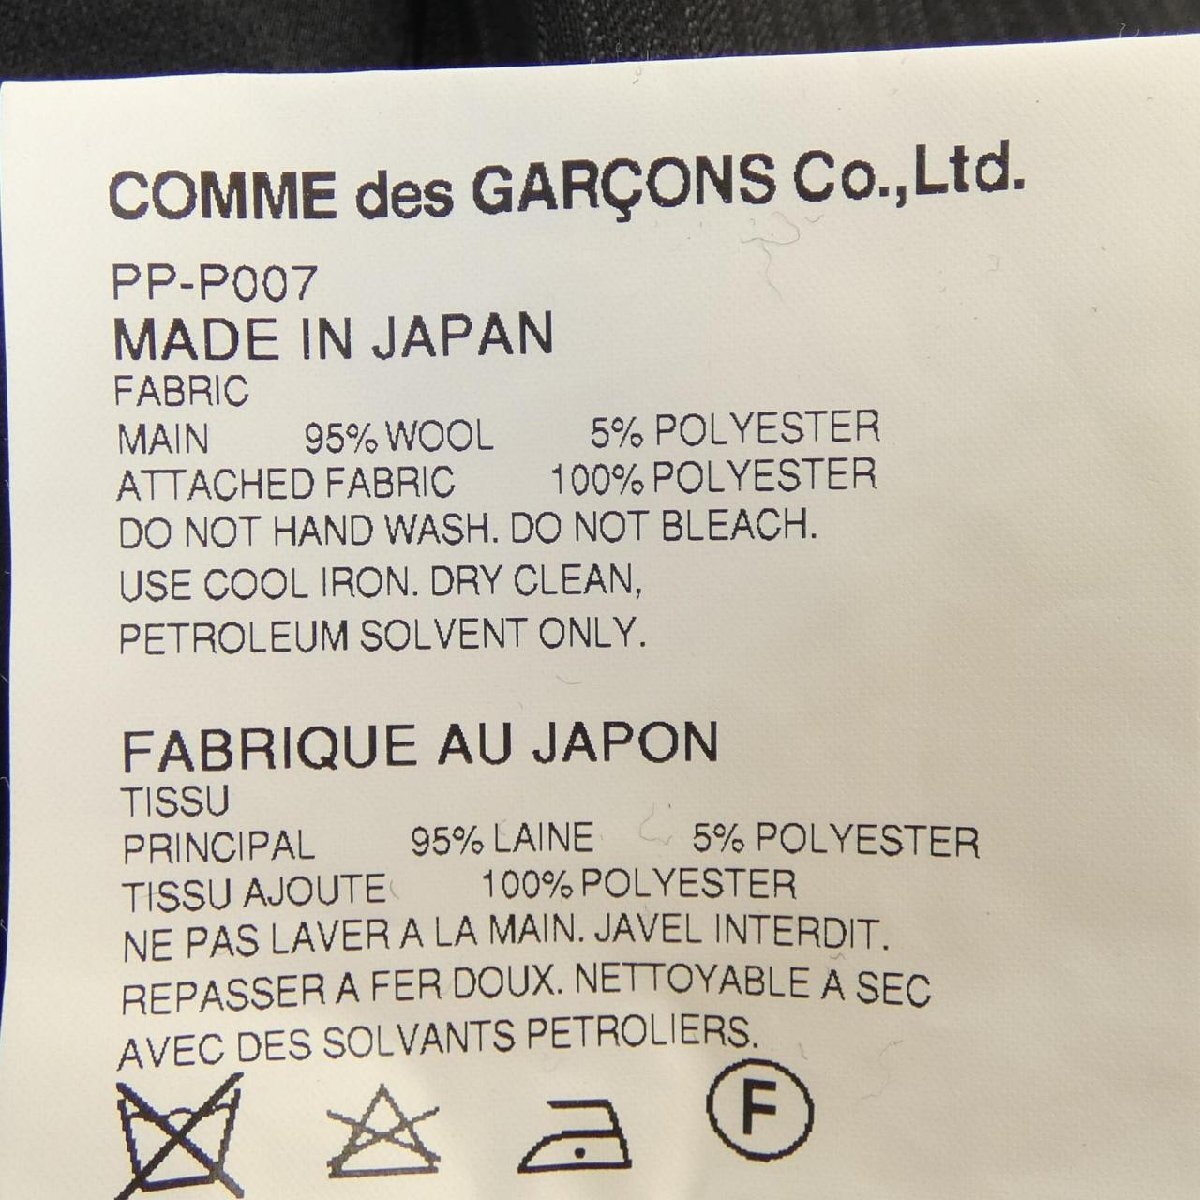 COMME des GARÇONS Co.,Ltd.
PP-P007
MADE IN JAPAN
FABRIC
MAIN 95% WOOL 5% POLYESTER
ATTACHED FABRIC 100% POLYESTER
DO NOT HAND WASH. DO NOT BLEACH.
USE COOL IRON. DRY CLEAN,
PETROLEUM SOLVENT ONLY.
FABRIQUE AU JAPON
TISSU
PRINCIPAL 95% LAINE 5% POLYESTER
TISSU AJOUTE 100% POLYESTER
NE PAS LAVER A LA MAIN. JAVEL INTERDIT.
REPASSER A FER DOUX. NETTOYABLE A SEC
AVEC DES SOLVANTS PETROLIERS.
F